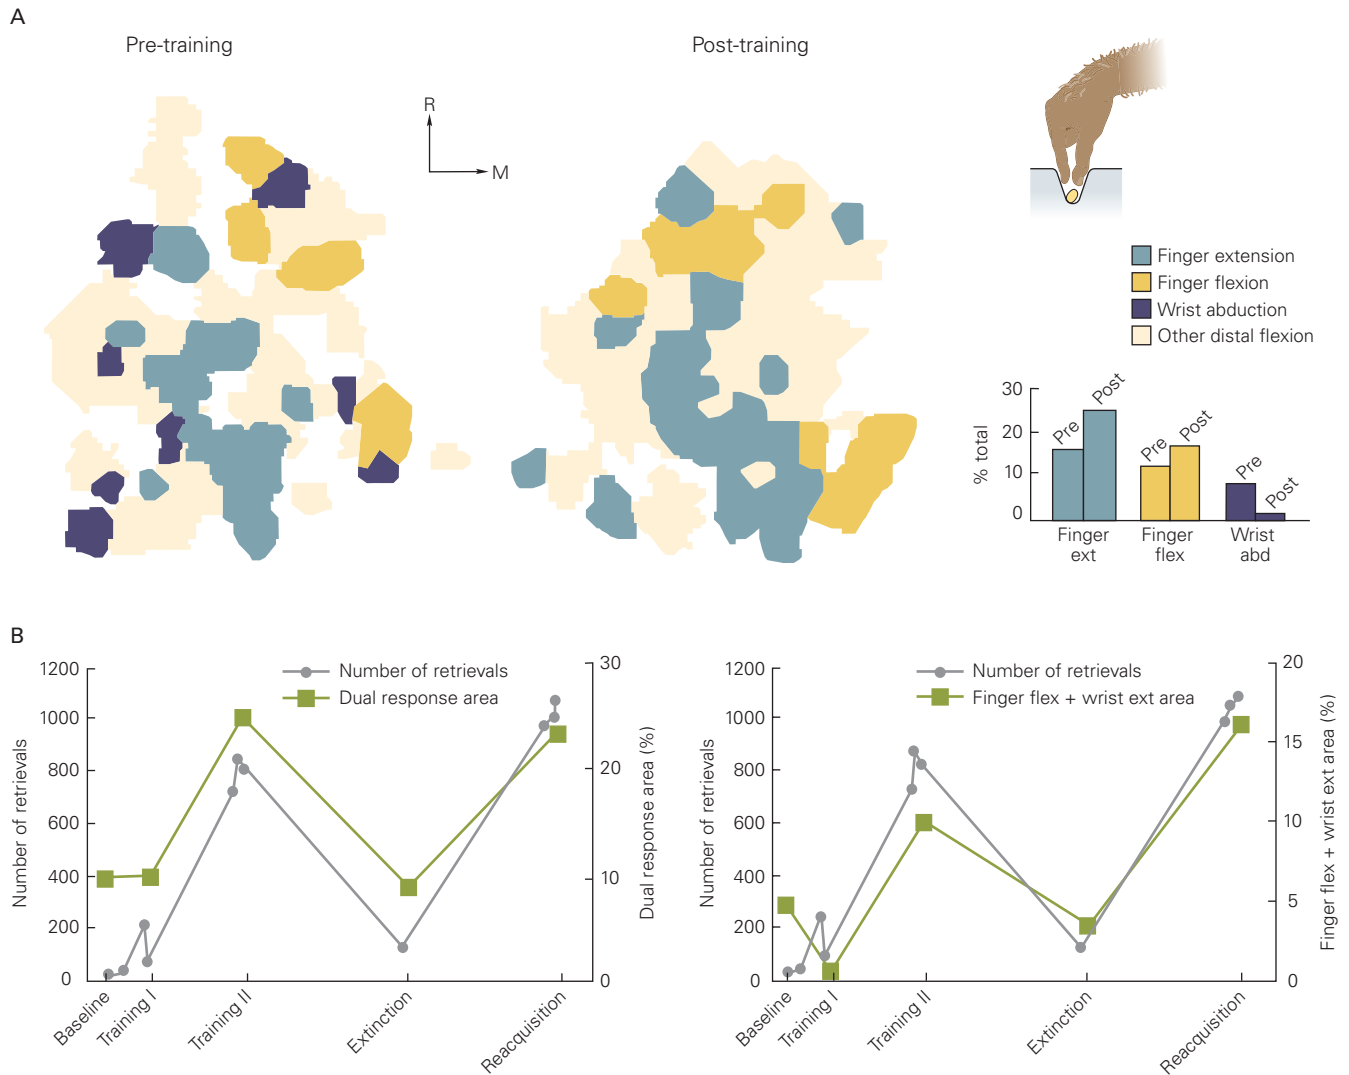 A
Pre-training
Post-training
R
M
Finger extension
Finger flexion
Wrist abduction
Other distal flexion
30
20
10
0
% total
Pre
Post
Pre
Post
Pre
Post
Finger ext
Finger flex
Wrist abd
B
1200
1000
800
600
400
200
0
Number of retrievals
Number of retrievals
Dual response area
30
20
10
0
Dual response area (%)
Baseline
Training I
Training II
Extinction
Reacquisition
1200
1000
800
600
400
200
0
Number of retrievals
Number of retrievals
Finger flex + wrist ext area
20
15
10
5
0
Finger flex + wrist ext area (%)
Baseline
Training I
Training II
Extinction
Reacquisition